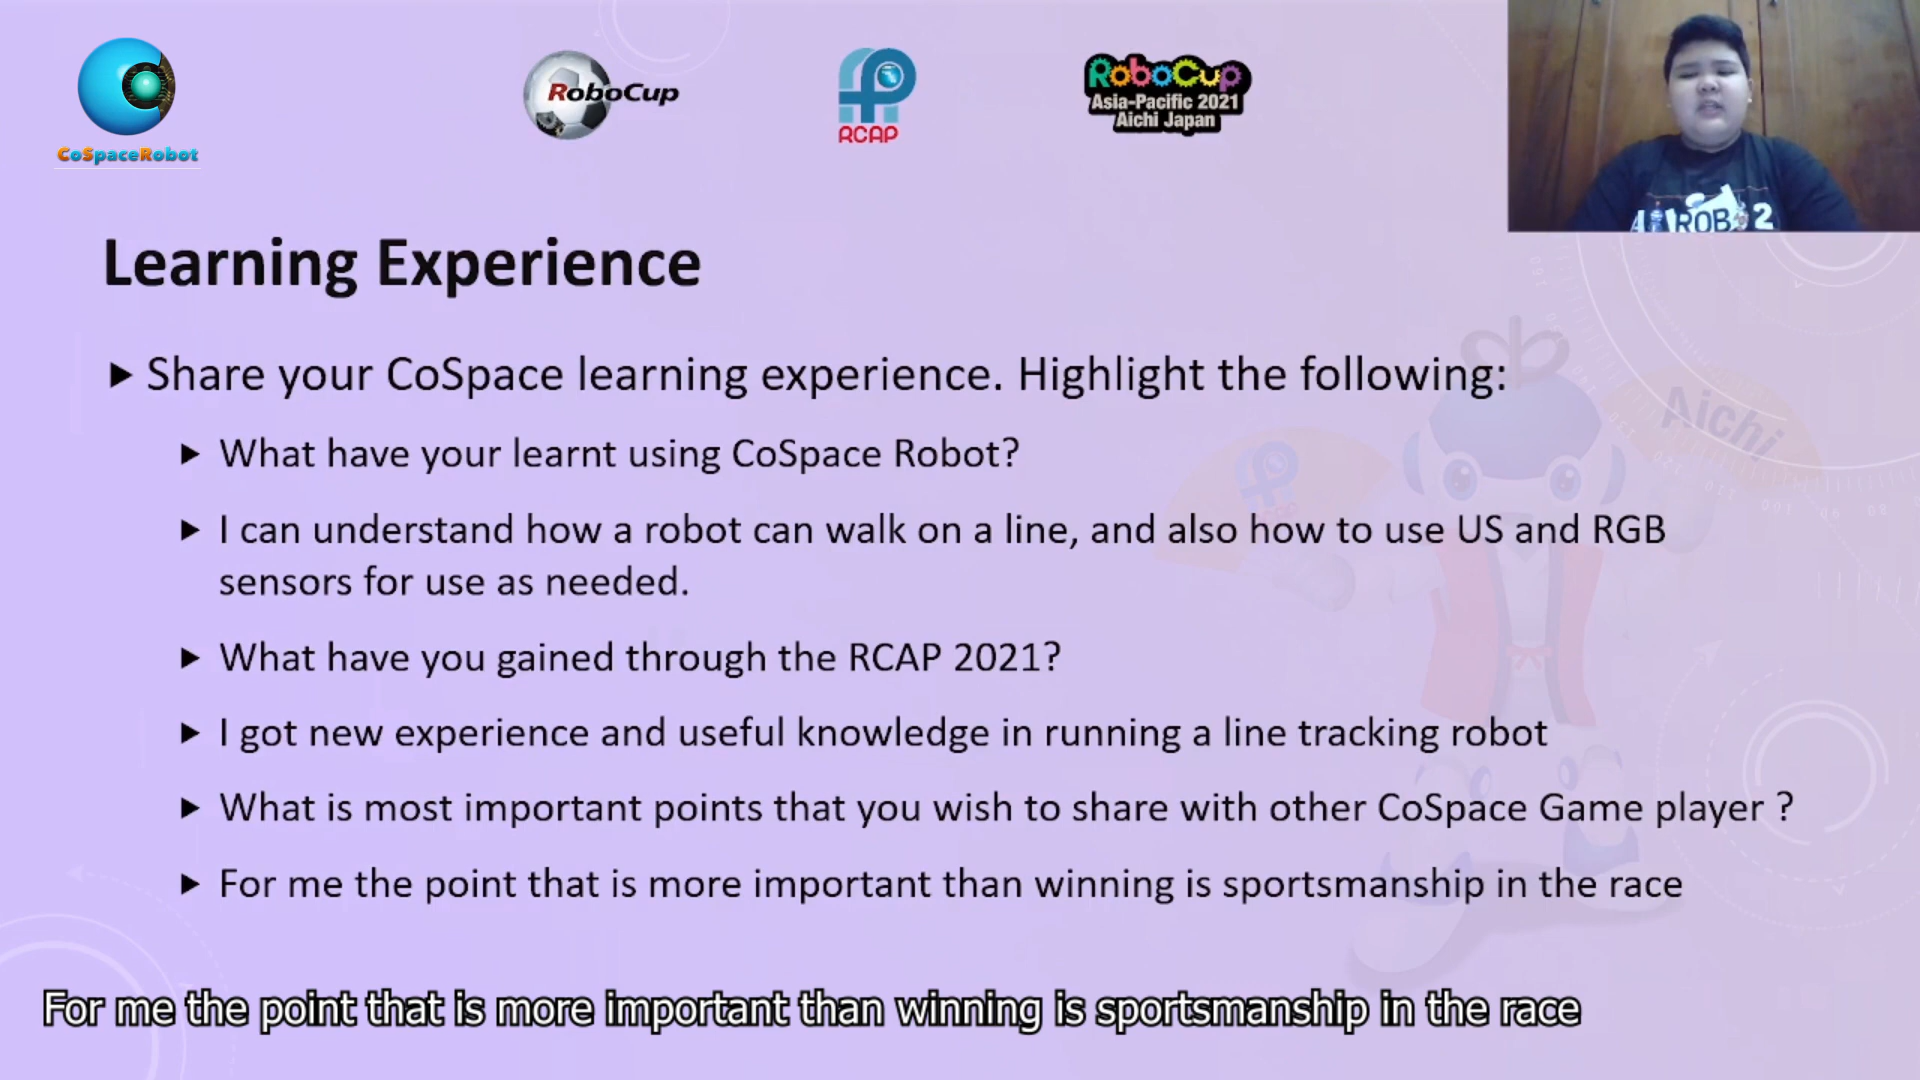 CoSpaceRobot
RoboCup
RCAP
RoboCup
Asia-Pacific 2021
Aichi Japan
ROB 2
Learning Experience
Share your CoSpace learning experience. Highlight the following:
Aichi
What have your learnt using CoSpace Robot?
I can understand how a robot can walk on a line, and also how to use US and RGB
sensors for use as needed.
What have you gained through the RCAP 2021?
I got new experience and useful knowledge in running a line tracking robot
What is most important points that you wish to share with other CoSpace Game player ?
For me the point that is more important than winning is sportsmanship in the race
For me the point that is more important than winning is sportsmanship in the race